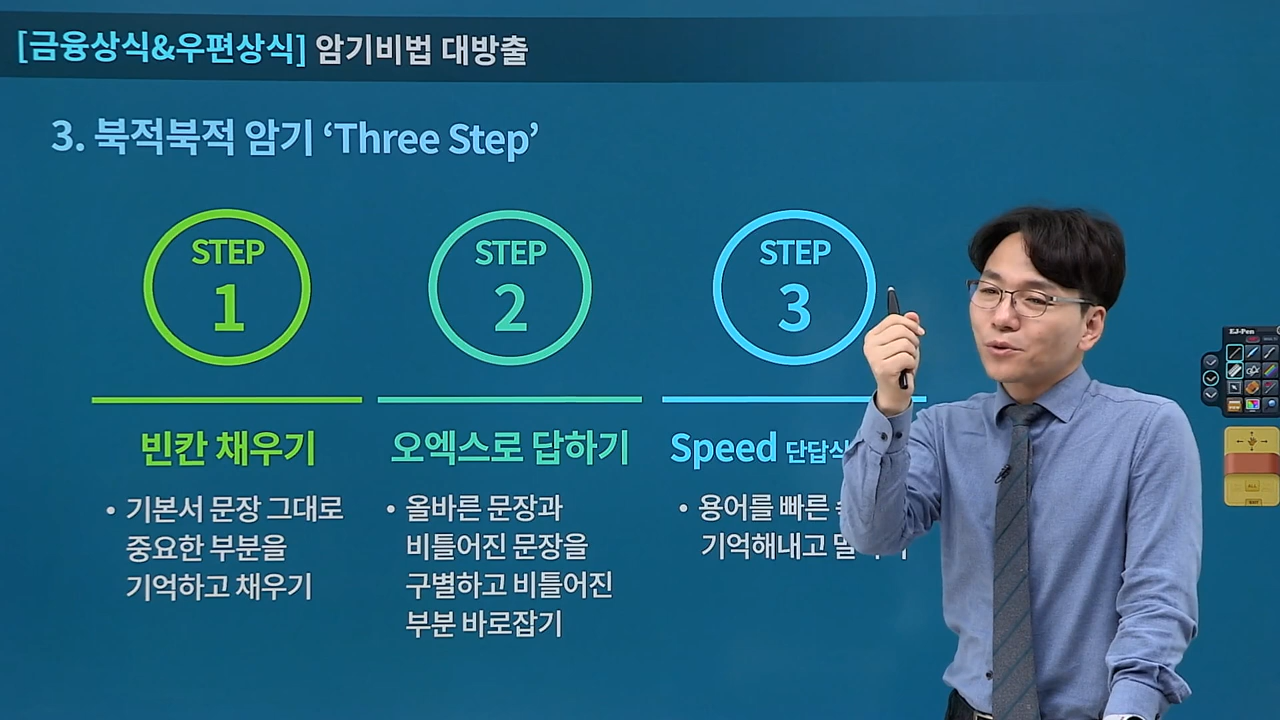 [금융상식&우편상식] 암기비법 대방출
3. 북적북적 암기 ‘Three Step’
STEP
1
STEP
2
STEP
3
빈칸 채우기
오엑스로 답하기
Speed 단답식
• 기본서 문장 그대로
중요한 부분을
기억하고 채우기
• 올바른 문장과
비틀어진 문장을
구별하고 비틀어진
부분 바로잡기
• 용어를 빠른
기억해내고
EJ-Pen